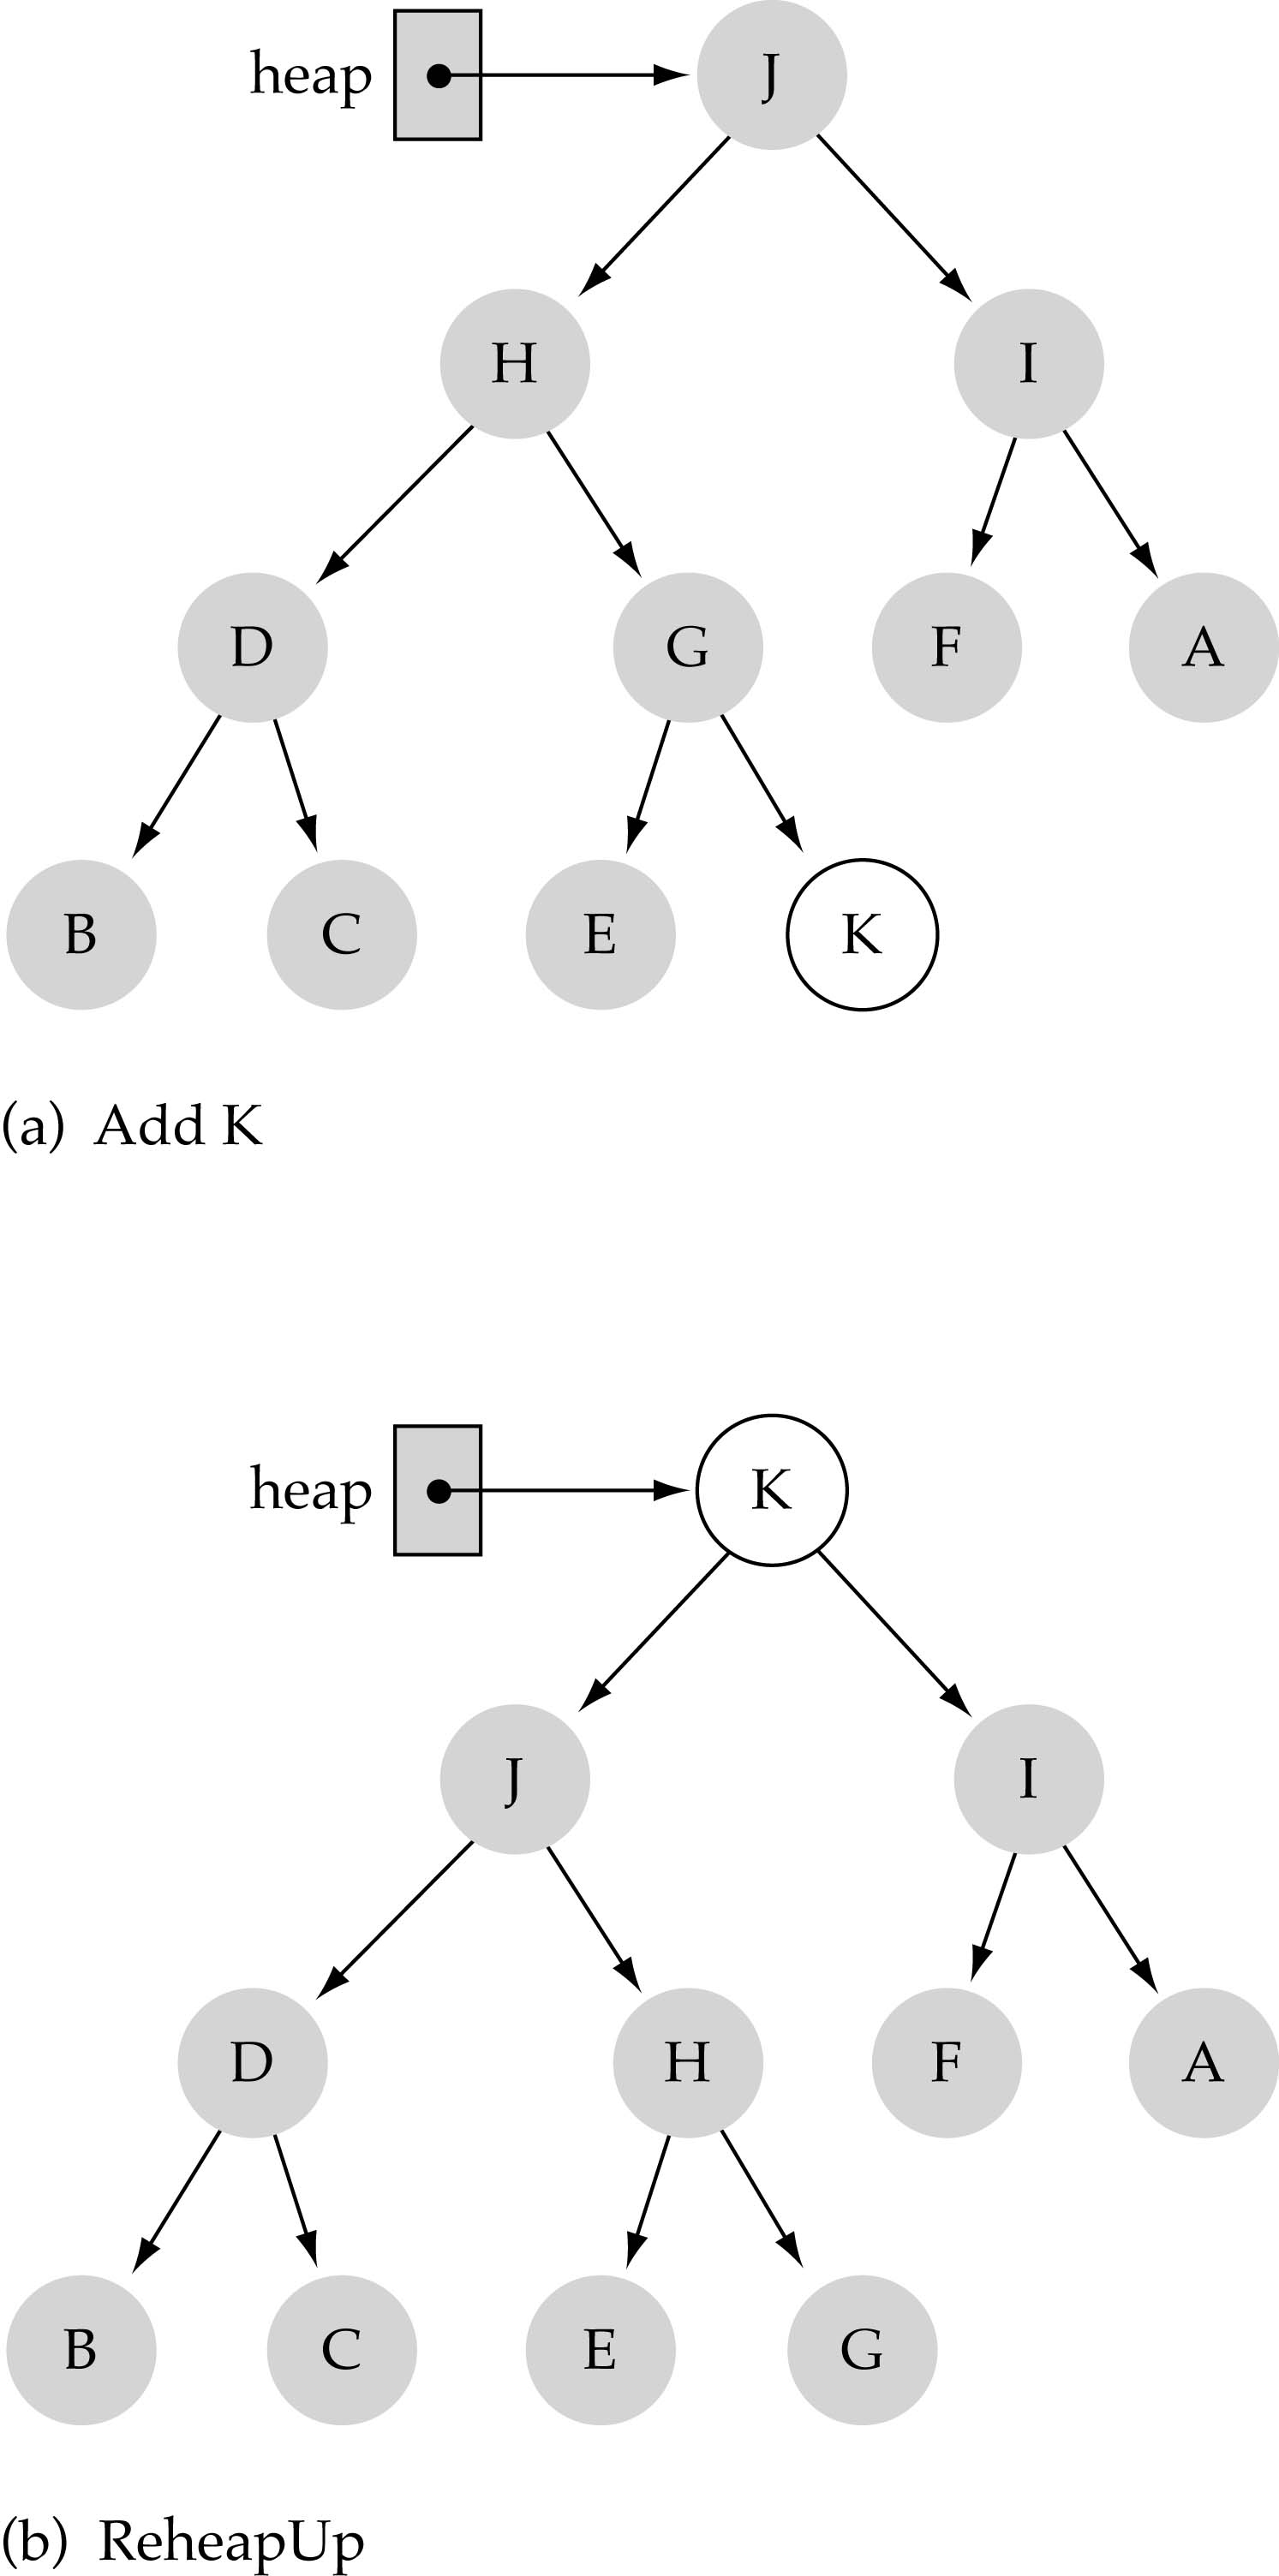 heap J
H I
D G F A
B C E K
(a) Add K
heap K
J I
D H F A
B C E G
(b) ReheapUp